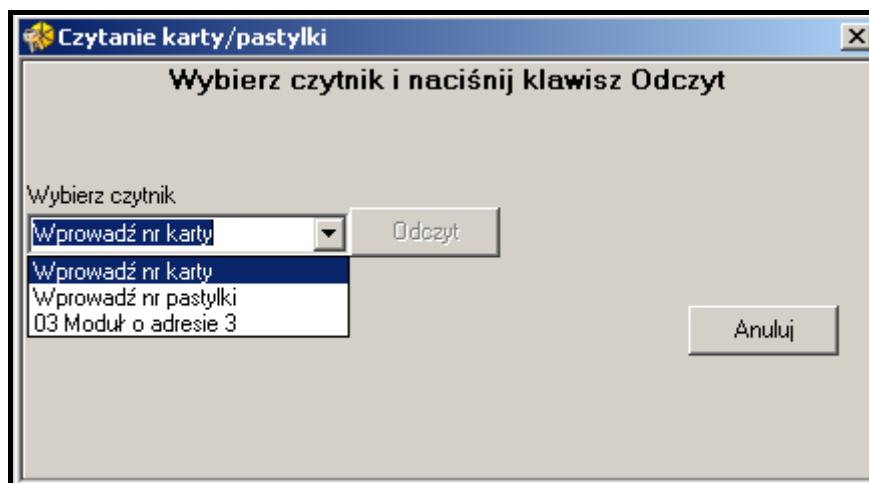 Czytanie karty/pastylki
Wybierz czytnik i naciśnij klawisz Odczyt
Wybierz czytnik
Wprowadź nr karty
Odczyt
Wprowadź nr karty
Wprowadź nr pastylki
03 Moduł o adresie 3
Anuluj